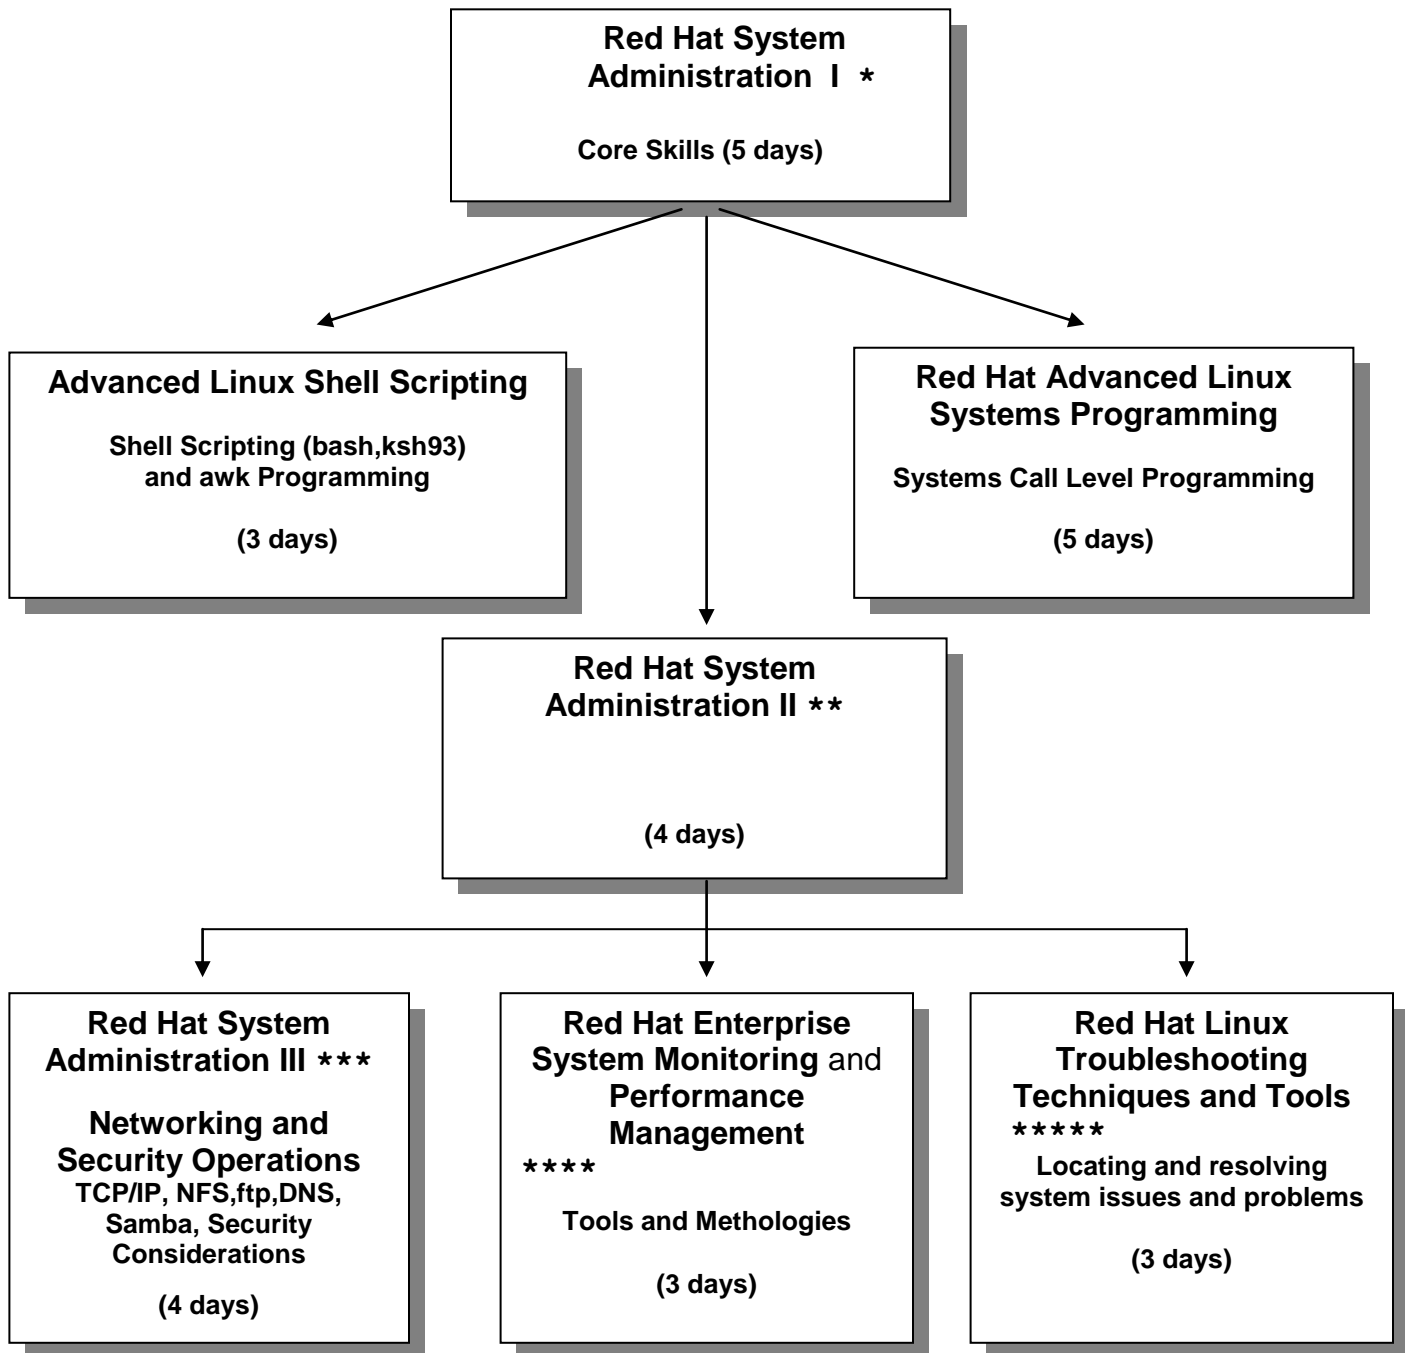 Red Hat System
Administration I *
Core Skills (5 days)
Advanced Linux Shell Scripting
Shell Scripting (bash,ksh93)
and awk Programming
(3 days)
Red Hat Advanced Linux
Systems Programming
Systems Call Level Programming
(5 days)
Red Hat System
Administration II **
(4 days)
Red Hat System
Administration III ***
Networking and
Security Operations
TCP/IP, NFS,ftp,DNS,
Samba, Security
Considerations
(4 days)
Red Hat Enterprise
System Monitoring and
Performance
Management
****
Tools and Methologies
(3 days)
Red Hat Linux
Troubleshooting
Techniques and Tools
*****
Locating and resolving
system issues and problems
(3 days)